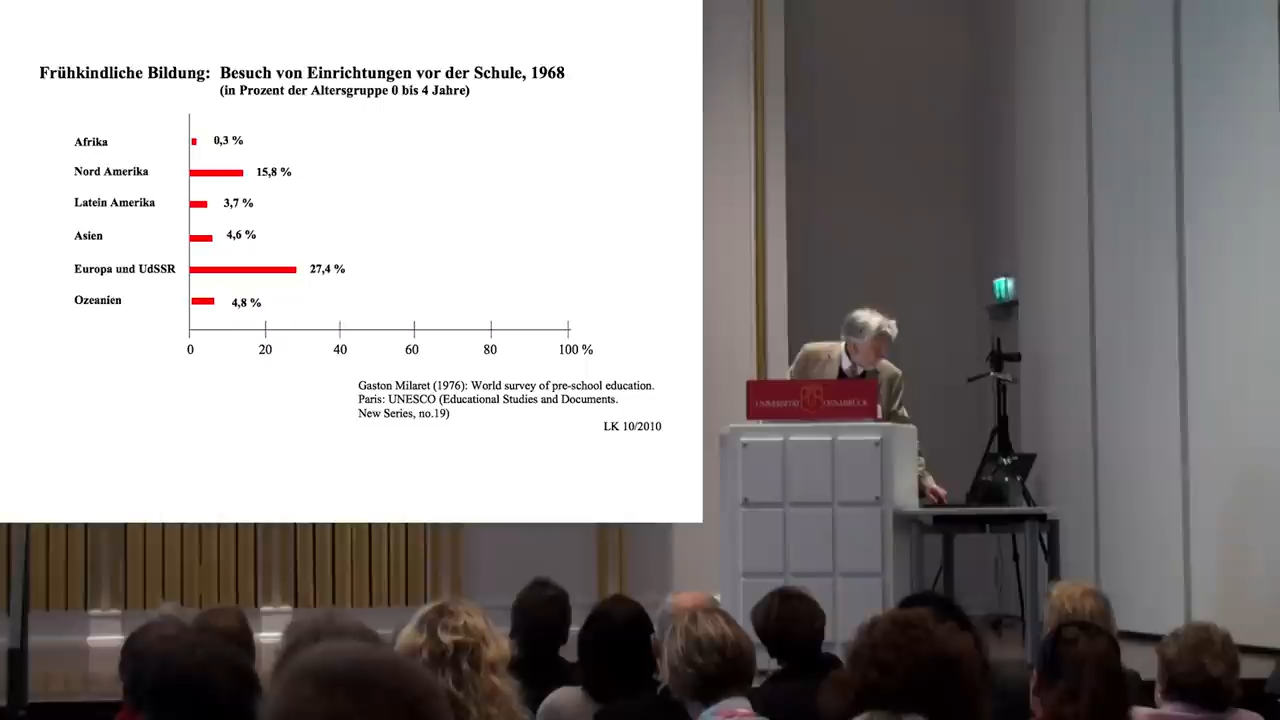 Frühkindliche Bildung: Besuch von Einrichtungen vor der Schule, 1968
(in Prozent der Altersgruppe 0 bis 4 Jahre)
Afrika 0,3 %
Nord Amerika 15,8 %
Latein Amerika 3,7 %
Asien 4,6 %
Europa und UdSSR 27,4 %
Ozeanien 4,8 %
0 20 40 60 80 100 %
Gaston Milaret (1976): World survey of pre-school education.
Paris: UNESCO (Educational Studies and Documents.
New Series, no.19)
LK 10/2010
UNIVERSITÄT OSNABRÜCK